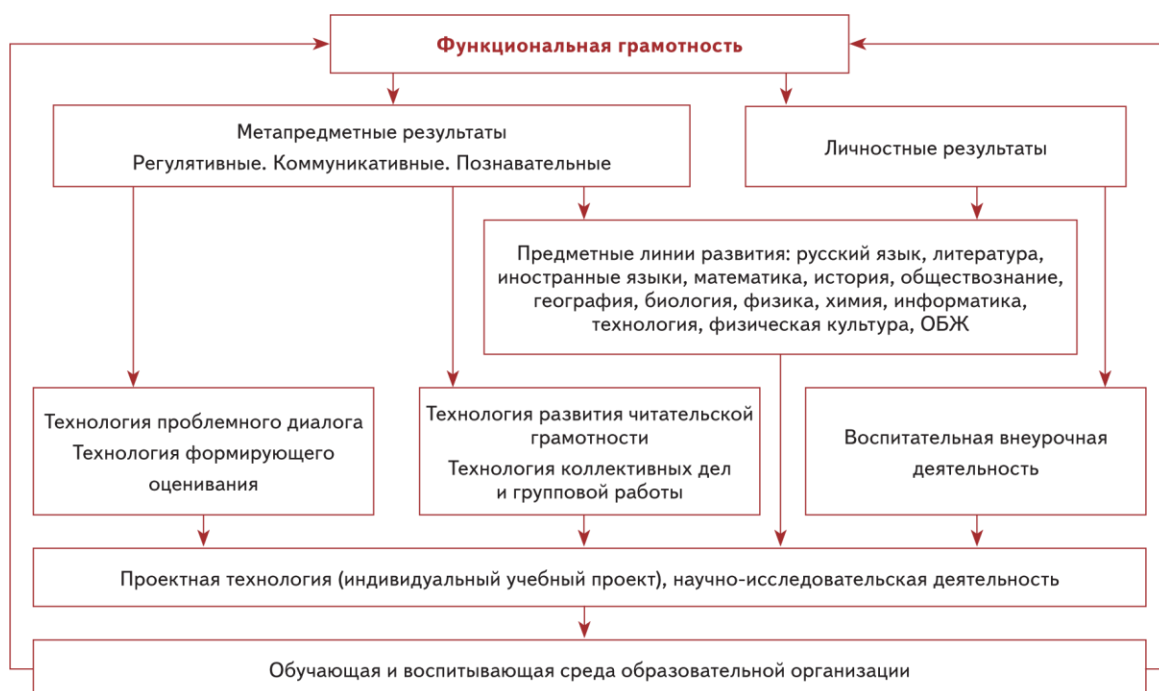 Функциональная грамотность
Метапредметные результаты
Регулятивные. Коммуникативные. Познавательные
Личностные результаты
Предметные линии развития: русский язык, литература,
иностранные языки, математика, история, обществознание,
география, биология, физика, химия, информатика,
технология, физическая культура, ОБЖ
Технология проблемного диалога
Технология формирующего
оценивания
Технология развития читательской
грамотности
Технология коллективных дел
и групповой работы
Воспитательная внеурочная
деятельность
Проектная технология (индивидуальный учебный проект), научно-исследовательская деятельность
Обучающая и воспитывающая среда образовательной организации